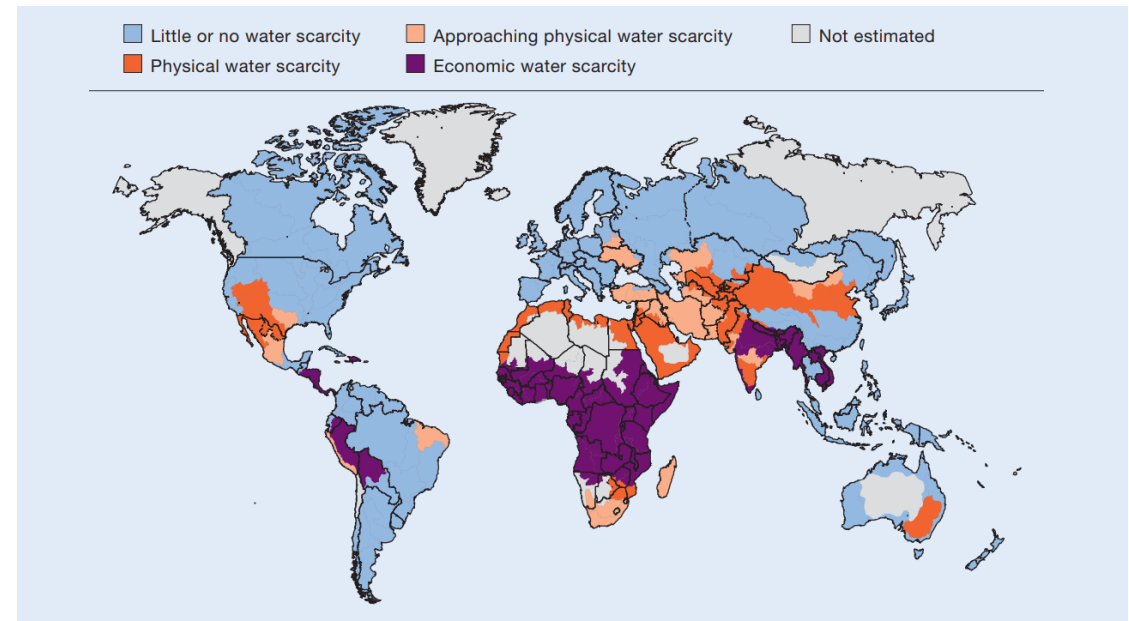 Little or no water scarcity
Approaching physical water scarcity
Not estimated
Physical water scarcity
Economic water scarcity